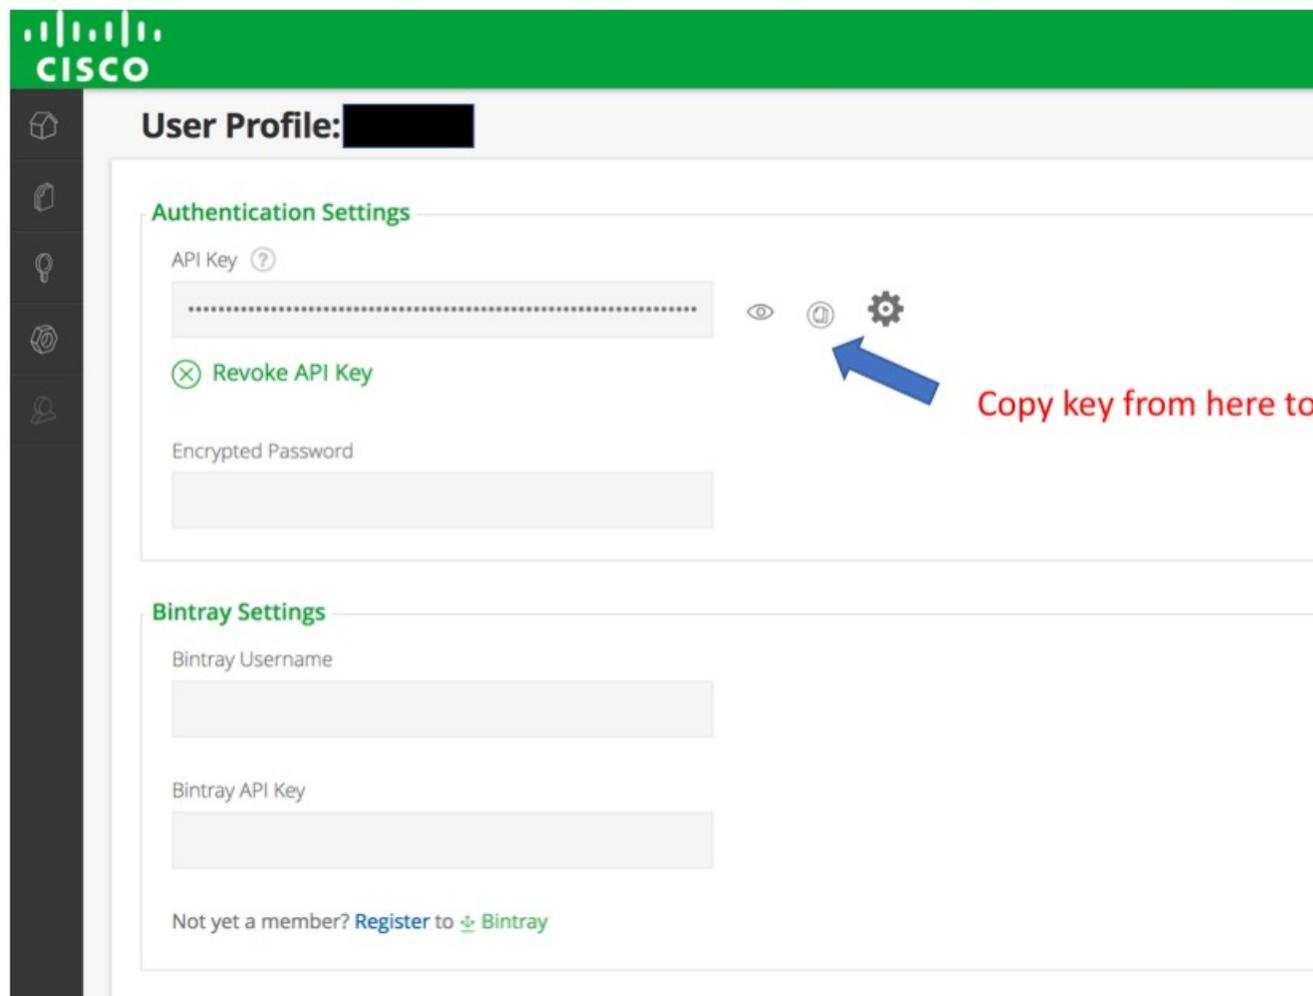 CISCO
User Profile:
Authentication Settings
API Key ?
Revoke API Key
Copy key from here to
Encrypted Password
Bintray Settings
Bintray Username
Bintray API Key
Not yet a member? Register to Bintray